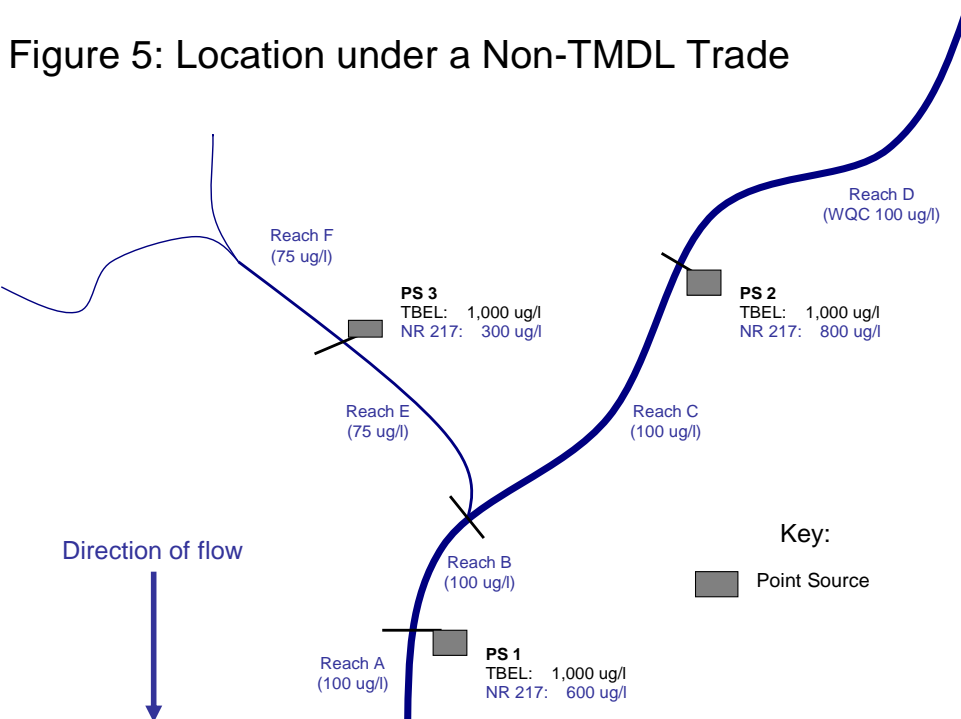 Figure 5: Location under a Non-TMDL Trade
Reach D
(WQC 100 ug/l)
Reach F
(75 ug/l)
PS 3
TBEL: 1,000 ug/l
NR 217: 300 ug/l
PS 2
TBEL: 1,000 ug/l
NR 217: 800 ug/l
Reach E
(75 ug/l)
Reach C
(100 ug/l)
Direction of flow
Reach B
(100 ug/l)
Key:
Point Source
Reach A
(100 ug/l)
PS 1
TBEL: 1,000 ug/l
NR 217: 600 ug/l